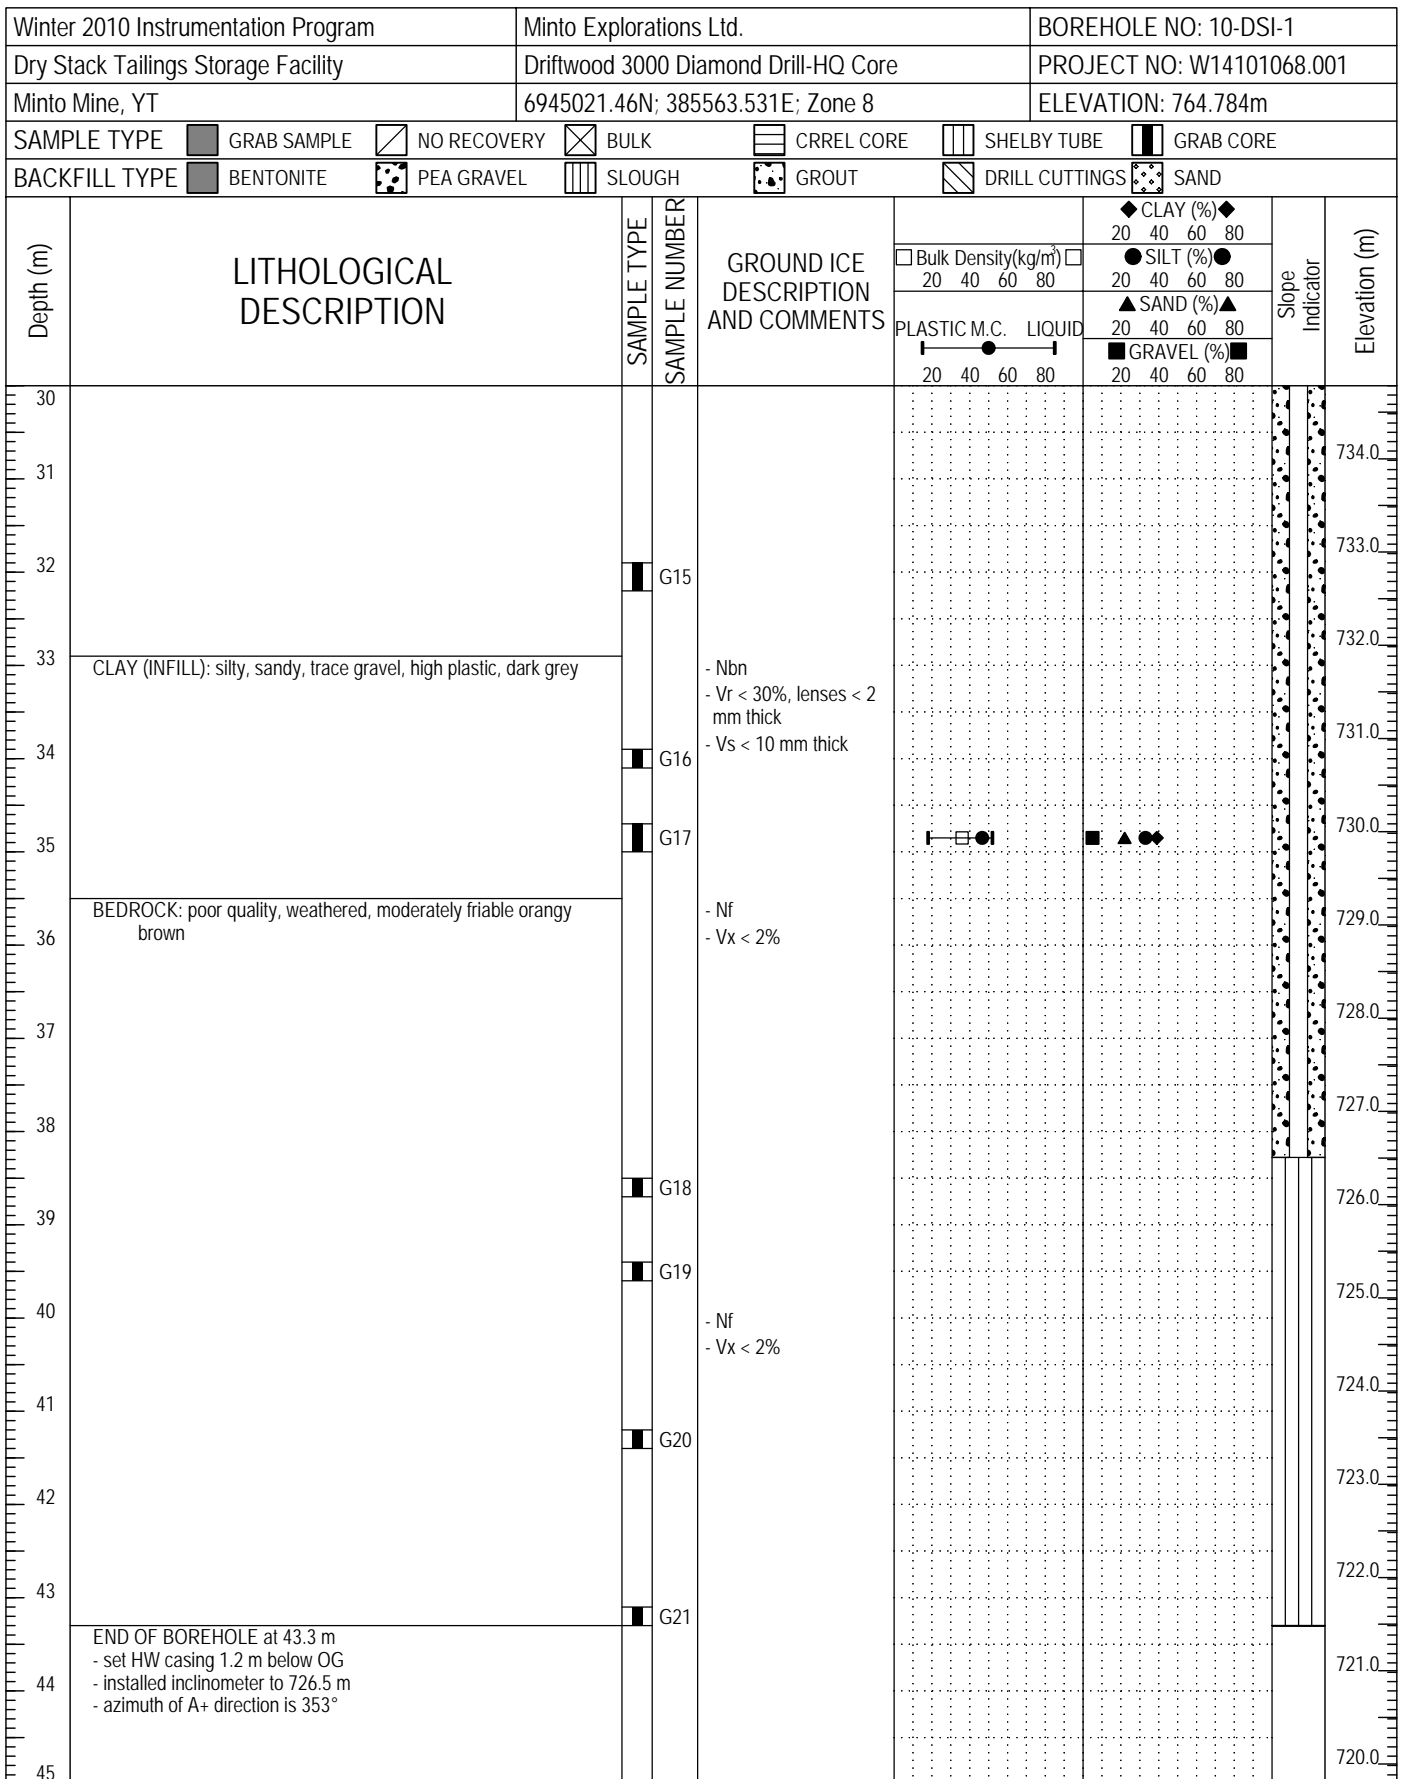 Winter 2010 Instrumentation Program
Minto Explorations Ltd.
BOREHOLE NO: 10-DSI-1
Dry Stack Tailings Storage Facility
Driftwood 3000 Diamond Drill-HQ Core
PROJECT NO: W14101068.001
Minto Mine, YT
6945021.46N; 385563.531E; Zone 8
ELEVATION: 764.784m
SAMPLE TYPE GRAB SAMPLE NO RECOVERY BULK CRREL CORE SHELBY TUBE GRAB CORE
BACKFILL TYPE BENTONITE PEA GRAVEL SLOUGH GROUT DRILL CUTTINGS SAND
Depth (m)
LITHOLOGICAL
DESCRIPTION
SAMPLE TYPE
SAMPLE NUMBER
GROUND ICE
DESCRIPTION
AND COMMENTS
Bulk Density(kg/m³)
20 40 60 80
PLASTIC M.C. LIQUID
20 40 60 80
CLAY (%)
20 40 60 80
SILT (%)
20 40 60 80
SAND (%)
20 40 60 80
GRAVEL (%)
20 40 60 80
Slope
Indicator
Elevation (m)
30
734.0
31
733.0
32
G15
732.0
33
CLAY (INFILL): silty, sandy, trace gravel, high plastic, dark grey
- Nbn
- Vr < 30%, lenses < 2
mm thick
- Vs < 10 mm thick
731.0
34
G16
730.0
35
G17
BEDROCK: poor quality, weathered, moderately friable orangy
brown
- Nf
- Vx < 2%
729.0
36
728.0
37
727.0
38
G18
726.0
39
G19
725.0
40
- Nf
- Vx < 2%
724.0
41
G20
723.0
42
722.0
43
G21
END OF BOREHOLE at 43.3 m
- set HW casing 1.2 m below OG
- installed inclinometer to 726.5 m
- azimuth of A+ direction is 353°
721.0
44
720.0
45